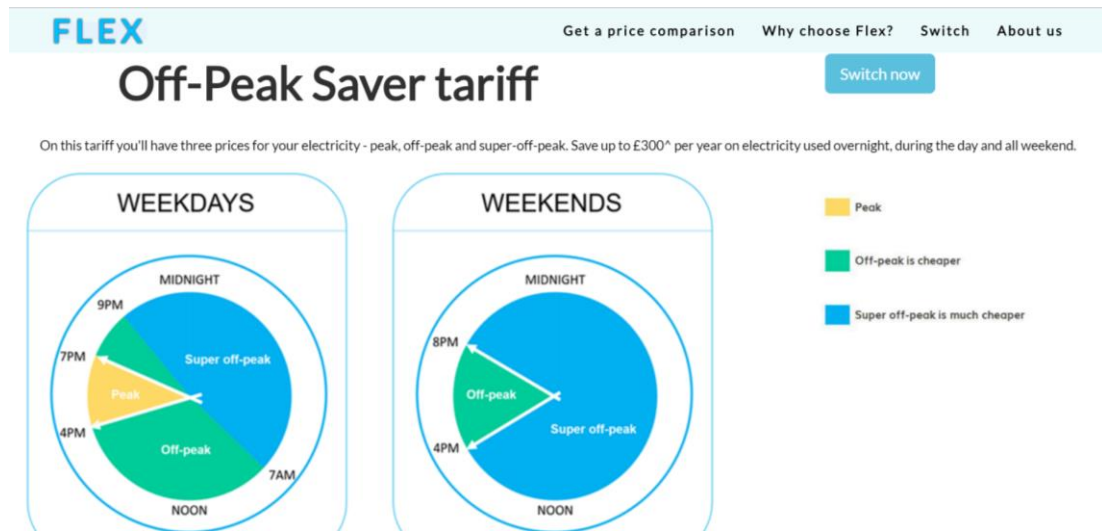 FLEX
Get a price comparison Why choose Flex? Switch About us
Off-Peak Saver tariff
Switch now
On this tariff you'll have three prices for your electricity - peak, off-peak and super-off-peak. Save up to £300^ per year on electricity used overnight, during the day and all weekend.
WEEKDAYS
MIDNIGHT
9PM
7PM
Super off-peak
Peak
4PM
Off-peak
7AM
NOON
WEEKENDS
MIDNIGHT
8PM
Off-peak
Super off-peak
4PM
NOON
Peak
Off-peak is cheaper
Super off-peak is much cheaper